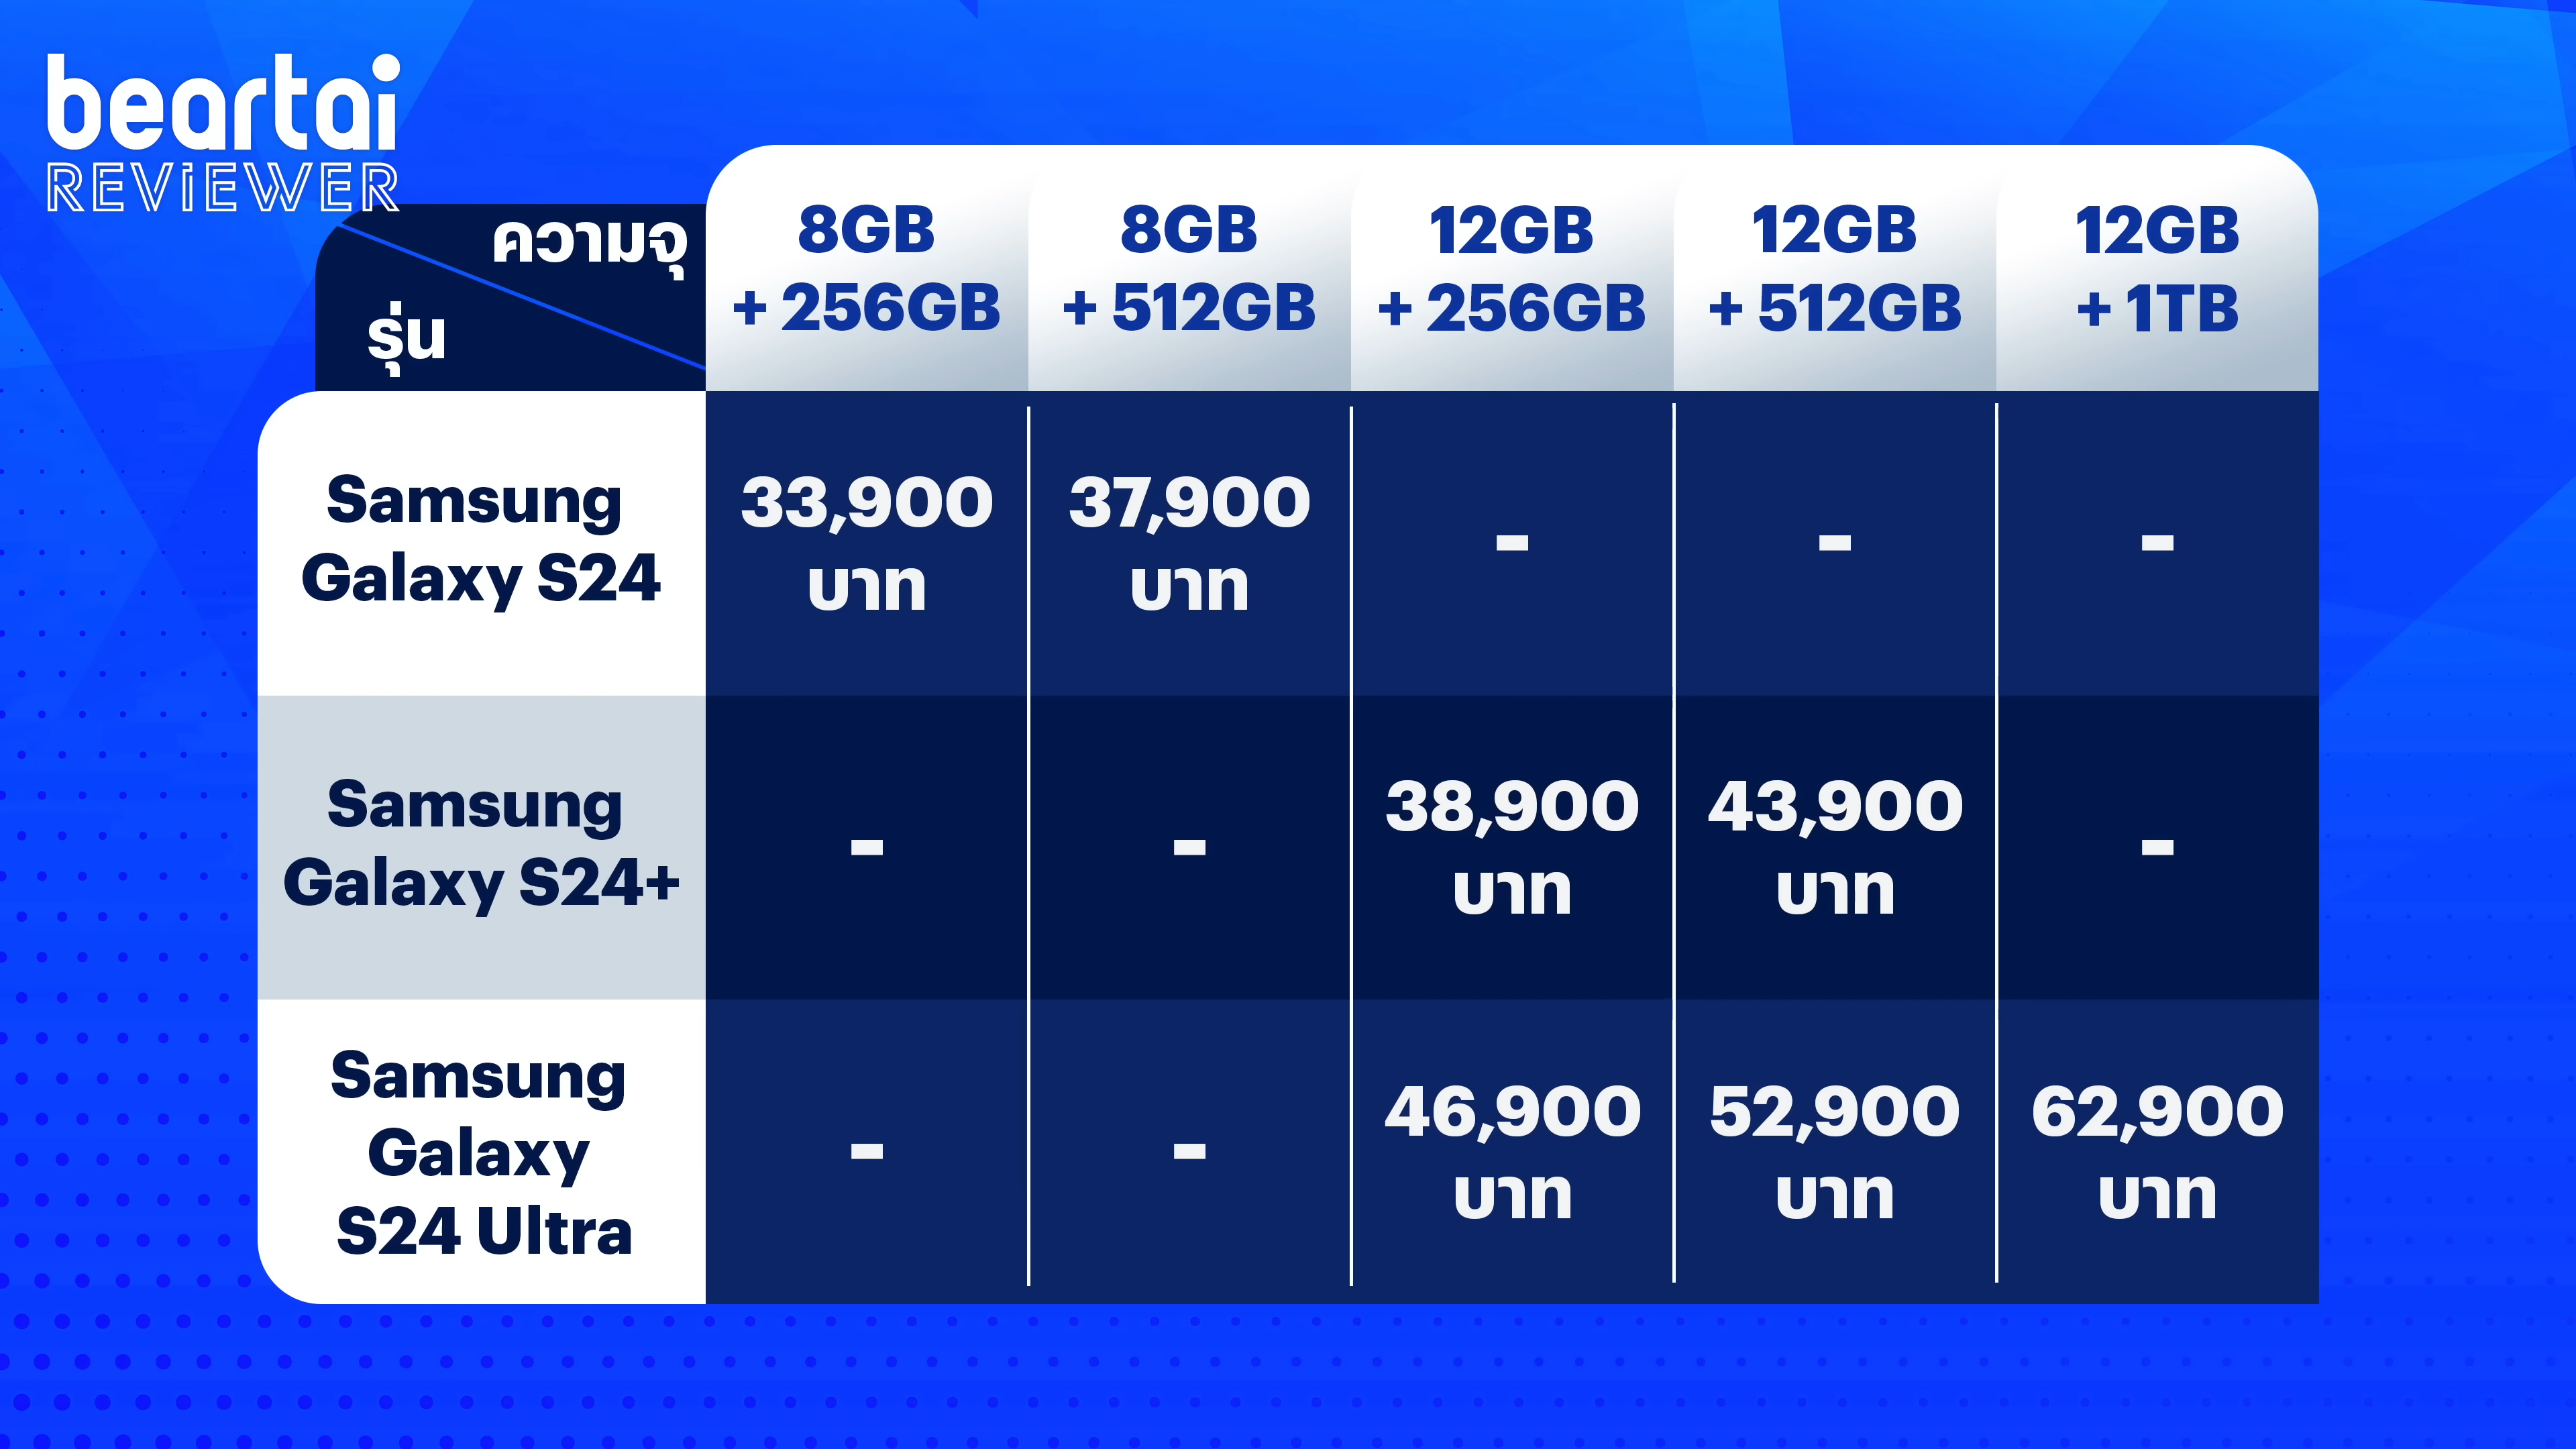 beartai
REViEWER
ความจุ
รุ่น
8GB
+ 256GB
8GB
+ 512GB
12GB
+ 256GB
12GB
+ 512GB
12GB
+ 1TB
Samsung
Galaxy S24
33,900
บาท
37,900
บาท
-
-
-
Samsung
Galaxy S24+
-
-
38,900
บาท
43,900
บาท
-
Samsung
Galaxy
S24 Ultra
-
-
46,900
บาท
52,900
บาท
62,900
บาท